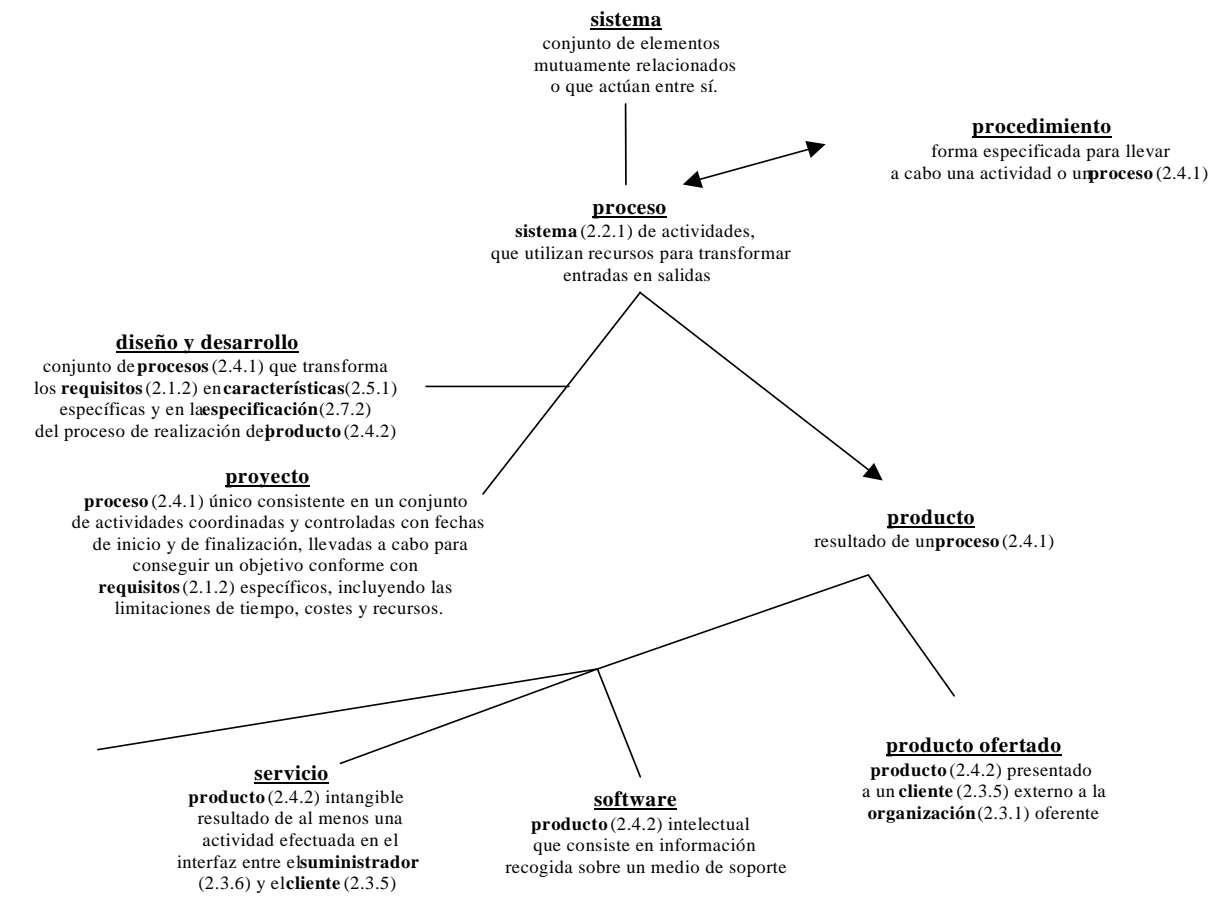 sistema
conjunto de elementos
mutuamente relacionados
o que actúan entre sí.
procedimiento
forma especificada para llevar
a cabo una actividad o un proceso (2.4.1)
proceso
sistema (2.2.1) de actividades,
que utilizan recursos para transformar
entradas en salidas
diseño y desarrollo
conjunto de procesos (2.4.1) que transforma
los requisitos (2.1.2) en características (2.5.1)
específicas y en la especificación (2.7.2)
del proceso de realización del producto (2.4.2)
proyecto
proceso (2.4.1) único consistente en un conjunto
de actividades coordinadas y controladas con fechas
de inicio y de finalización, llevadas a cabo para
conseguir un objetivo conforme con
requisitos (2.1.2) específicos, incluyendo las
limitaciones de tiempo, costes y recursos.
producto
resultado de un proceso (2.4.1)
servicio
producto (2.4.2) intangible
resultado de al menos una
actividad efectuada en el
interfaz entre el suministrador
(2.3.6) y el cliente (2.3.5)
software
producto (2.4.2) intelectual
que consiste en información
recogida sobre un medio de soporte
producto ofertado
producto (2.4.2) presentado
a un cliente (2.3.5) externo a la
organización (2.3.1) oferente